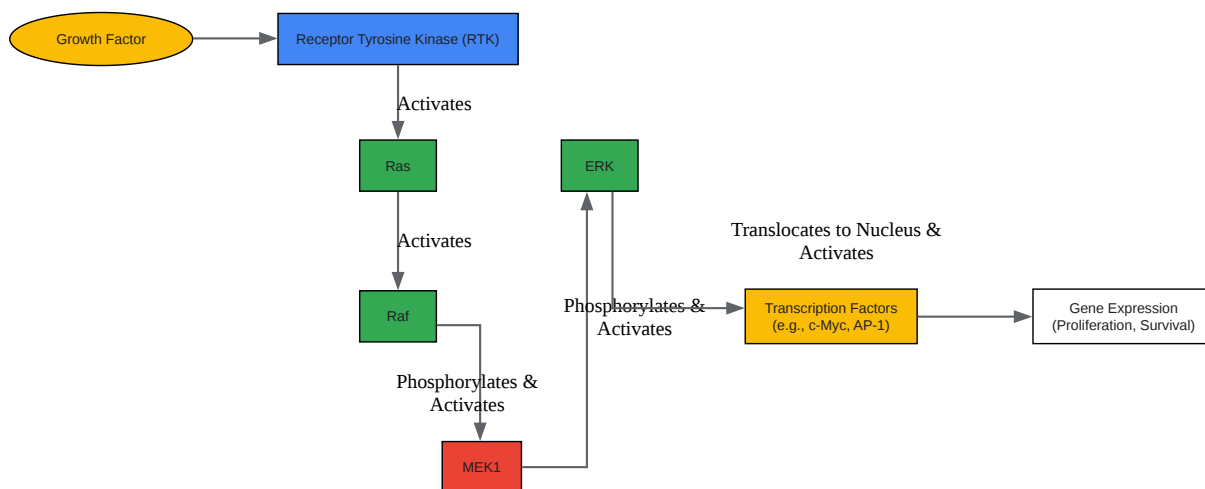 Growth Factor
Receptor Tyrosine Kinase (RTK)
Activates
Ras
ERK
Activates
Translocates to Nucleus &
Activates
Raf
Phosphorylates &
Activates
Transcription Factors
(e.g., c-Myc, AP-1)
Gene Expression
(Proliferation, Survival)
Phosphorylates &
Activates
MEK1